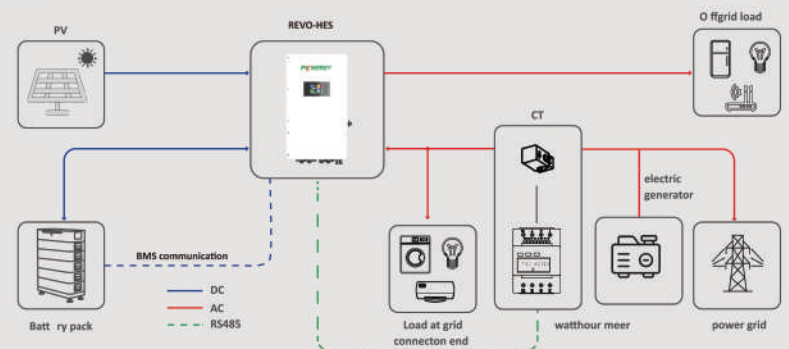 PV
REVO-HES
O ffgrid load
CT
electric
generator
BMS communication
DC
AC
RS485
Batt ry pack
Load at grid
connecton end
watthour meer
power grid